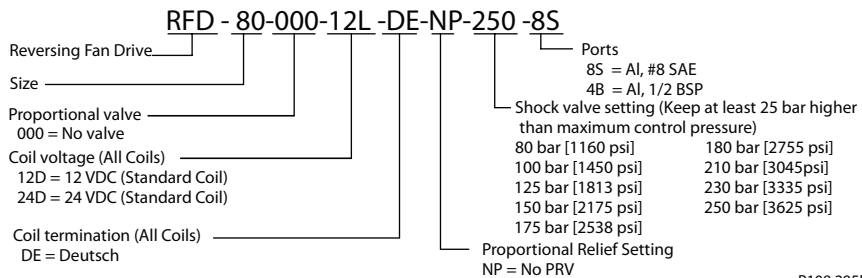 RFD - 80-000-12L -DE-NP-250 -8S
Reversing Fan Drive
Size
Proportional valve
000 = No valve
Coil voltage (All Coils)
12D = 12 VDC (Standard Coil)
24D = 24 VDC (Standard Coil)
Coil termination (All Coils)
DE = Deutsch
Ports
8S = Al, #8 SAE
4B = Al, 1/2 BSP
Shock valve setting (Keep at least 25 bar higher
than maximum control pressure)
80 bar [1160 psi] 180 bar [2755 psi]
100 bar [1450 psi] 210 bar [3045psi]
125 bar [1813 psi] 230 bar [3335 psi]
150 bar [2175 psi] 250 bar [3625 psi]
175 bar [2538 psi]
Proportional Relief Setting
NP = No PRV